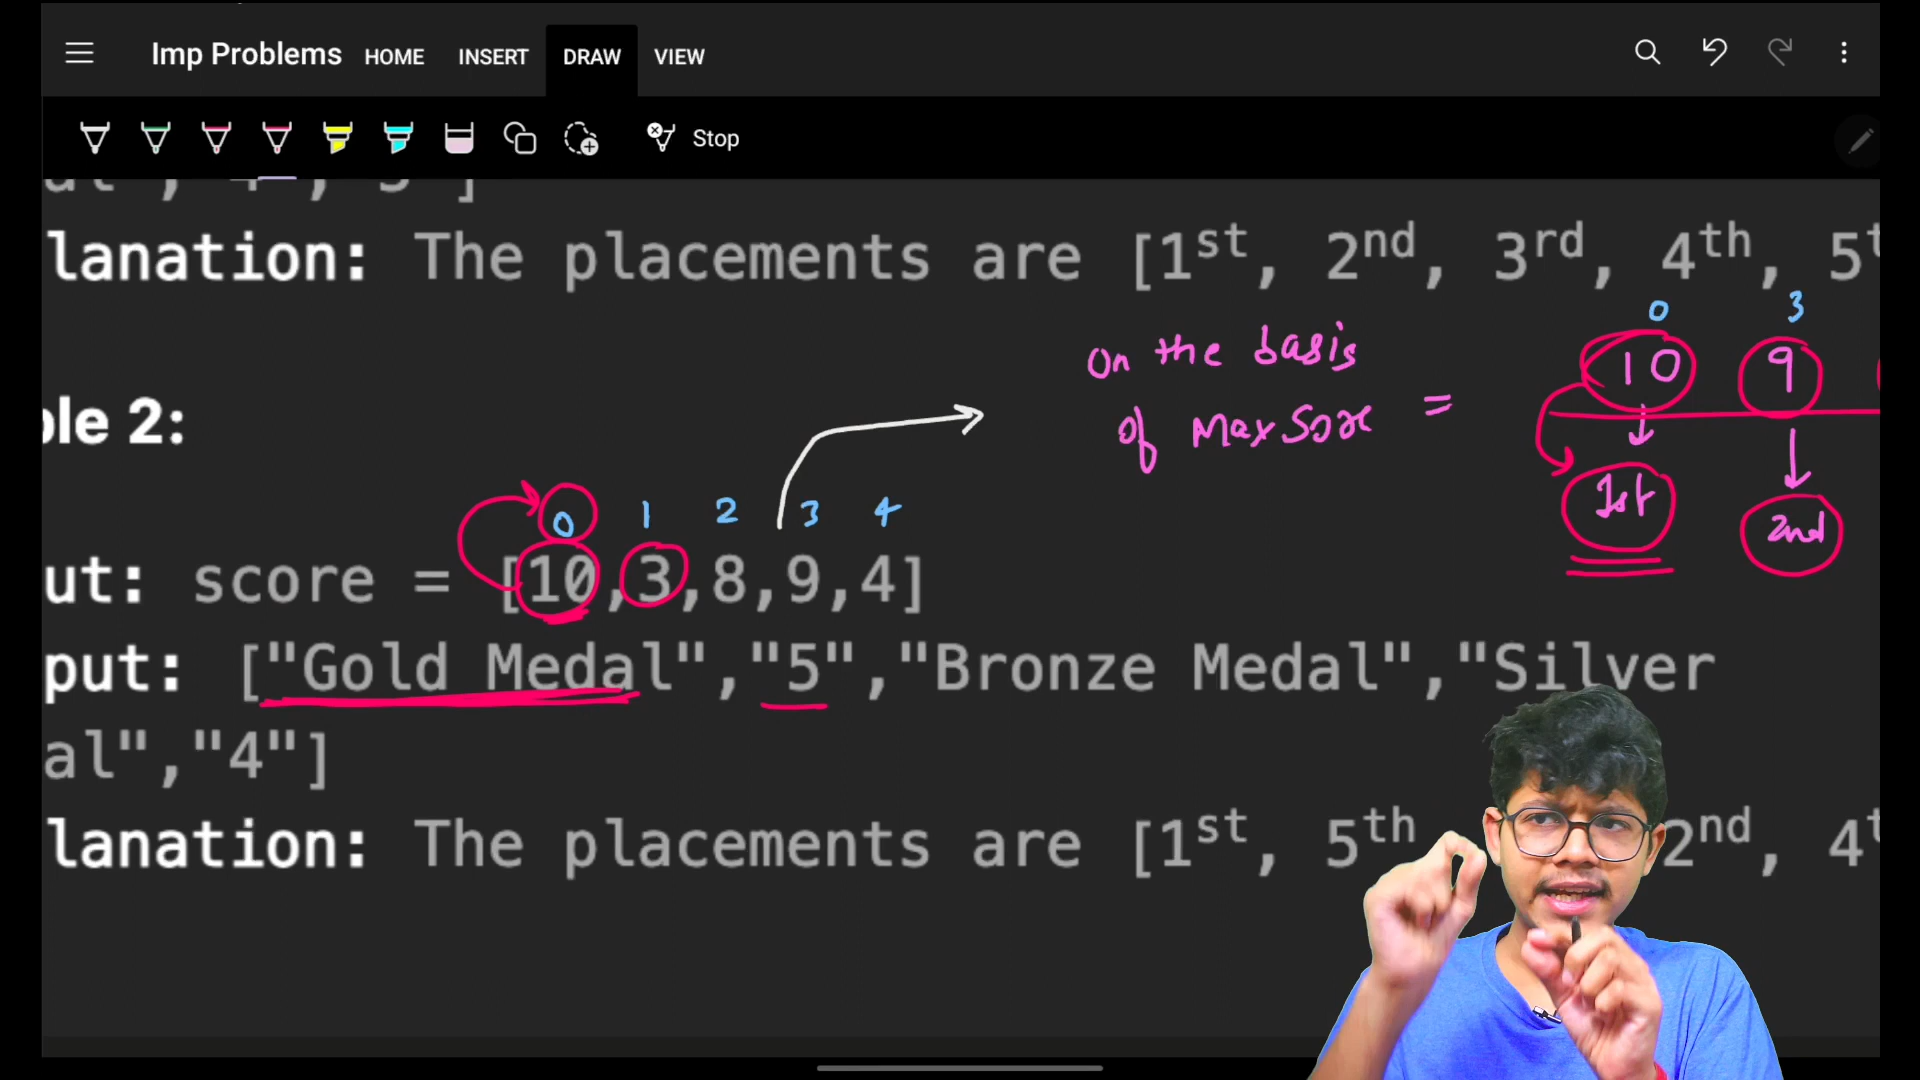 Imp Problems HOME INSERT DRAW VIEW
Stop
lanation: The placements are [1st, 2nd, 3rd, 4th, 5t
0 3
on the basis
10 9
of Max Score =
ple 2:
1st
2nd
0 1 2 3 4
ut: score = [10,3,8,9,4]
put: ["Gold Medal","5","Bronze Medal","Silver
al","4"]
lanation: The placements are [1st, 5th 2nd, 4t